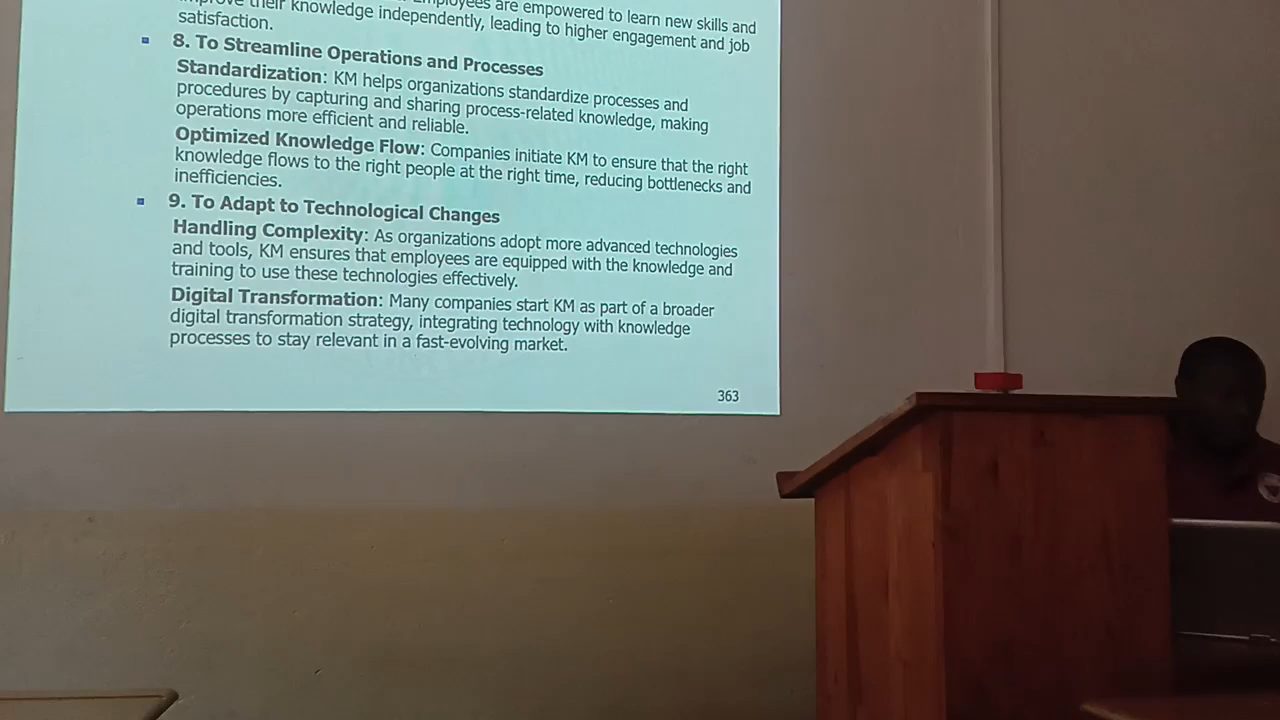 Employees are empowered to learn new skills and
improve their knowledge independently, leading to higher engagement and job
satisfaction.
8. To Streamline Operations and Processes
Standardization: KM helps organizations standardize processes and
procedures by capturing and sharing process-related knowledge, making
operations more efficient and reliable.
Optimized Knowledge Flow: Companies initiate KM to ensure that the right
knowledge flows to the right people at the right time, reducing bottlenecks and
inefficiencies.
9. To Adapt to Technological Changes
Handling Complexity: As organizations adopt more advanced technologies
and tools, KM ensures that employees are equipped with the knowledge and
training to use these technologies effectively.
Digital Transformation: Many companies start KM as part of a broader
digital transformation strategy, integrating technology with knowledge
processes to stay relevant in a fast-evolving market.
363